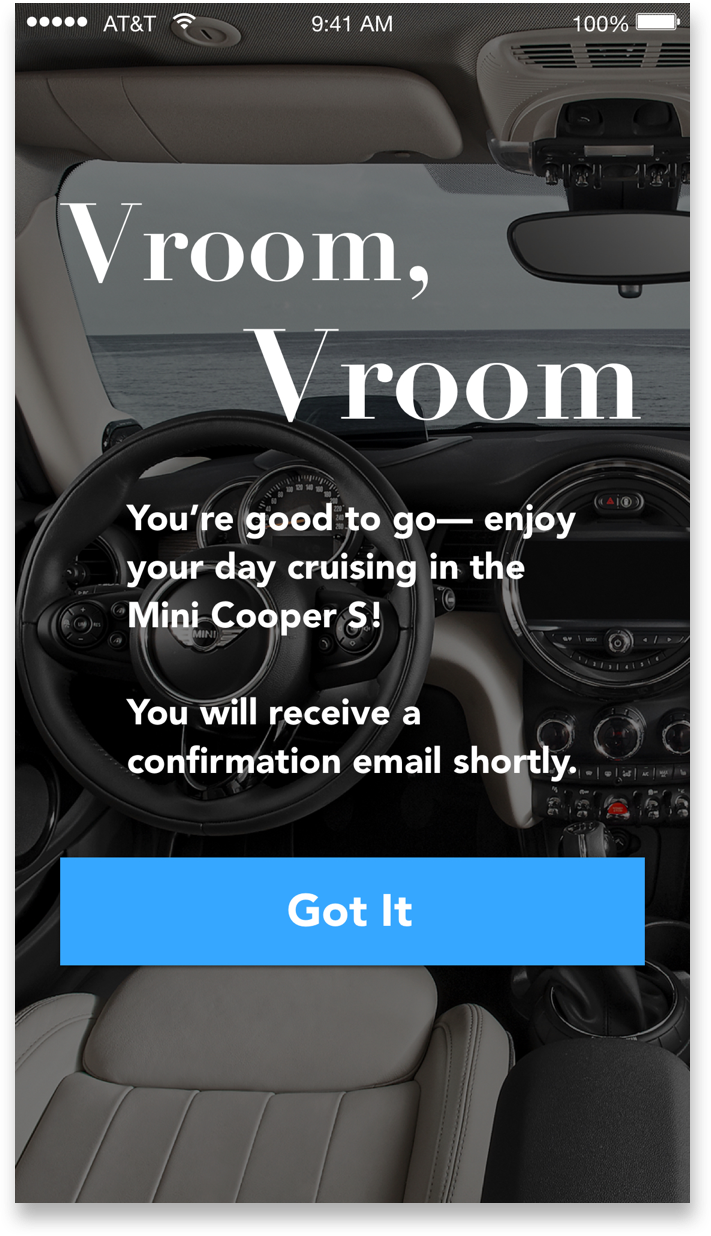 AT&T 9:41 AM 100%
Vroom,
Vroom
You’re good to go— enjoy
your day cruising in the
Mini Cooper S!
MINI
You will receive a
confirmation email shortly.
Got It